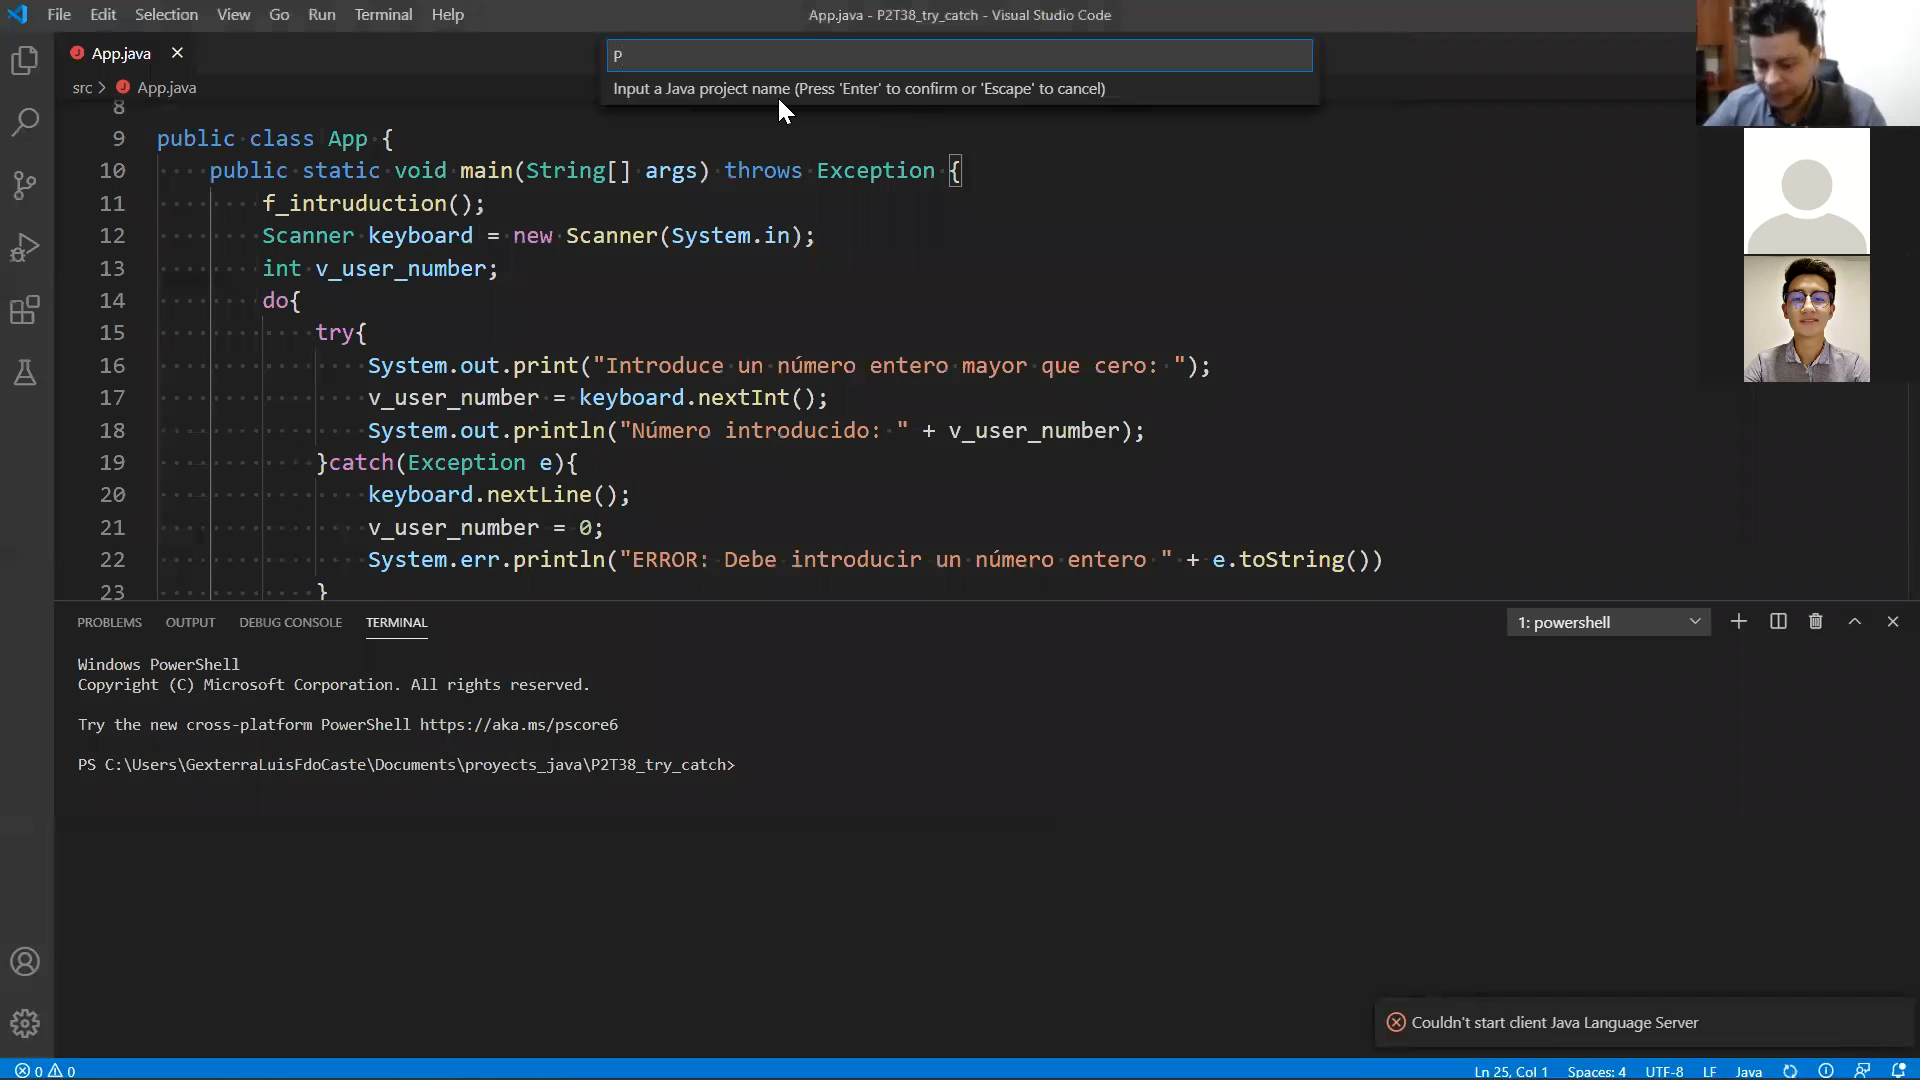 File Edit Selection View Go Run Terminal Help
App.java - P2T38_try_catch - Visual Studio Code
App.java
P
src > App.java
Input a Java project name (Press 'Enter' to confirm or 'Escape' to cancel)
8
9 public class App {
10 public static void main(String[] args) throws Exception {
11 f_intruduction();
12 Scanner keyboard = new Scanner(System.in);
13 int v_user_number;
14 do{
15 try{
16 System.out.print("Introduce un número entero mayor que cero: ");
17 v_user_number = keyboard.nextInt();
18 System.out.println("Número introducido: " + v_user_number);
19 }catch(Exception e){
20 keyboard.nextLine();
21 v_user_number = 0;
22 System.err.println("ERROR: Debe introducir un número entero " + e.toString())
23 }
PROBLEMS OUTPUT DEBUG CONSOLE TERMINAL
1: powershell
Windows PowerShell
Copyright (C) Microsoft Corporation. All rights reserved.
Try the new cross-platform PowerShell https://aka.ms/pscore6
PS C:\Users\GexterraLuisFdoCaste\Documents\proyects_java\P2T38_try_catch>
Couldn't start client Java Language Server
0 0
Ln 25, Col 1 Spaces: 4 UTF-8 LF Java